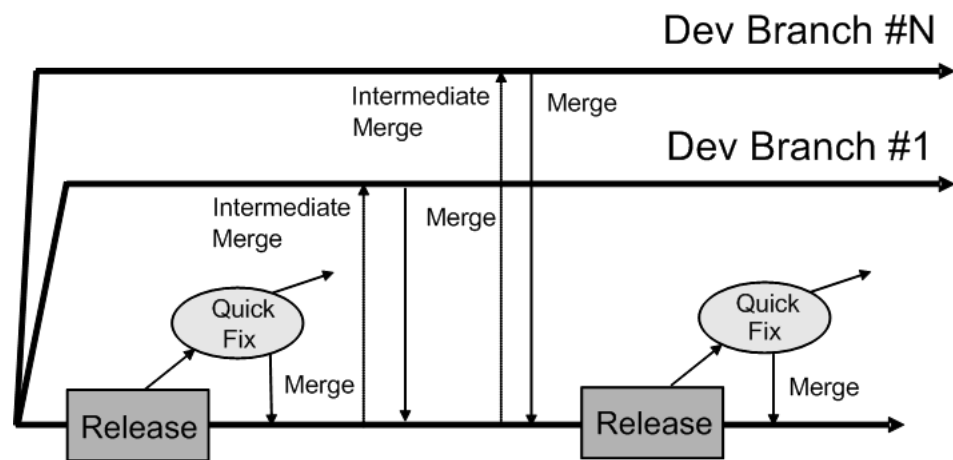 Dev Branch #N
Intermediate
Merge
Merge
Dev Branch #1
Intermediate
Merge
Merge
Quick
Fix
Merge
Release
Quick
Fix
Merge
Release